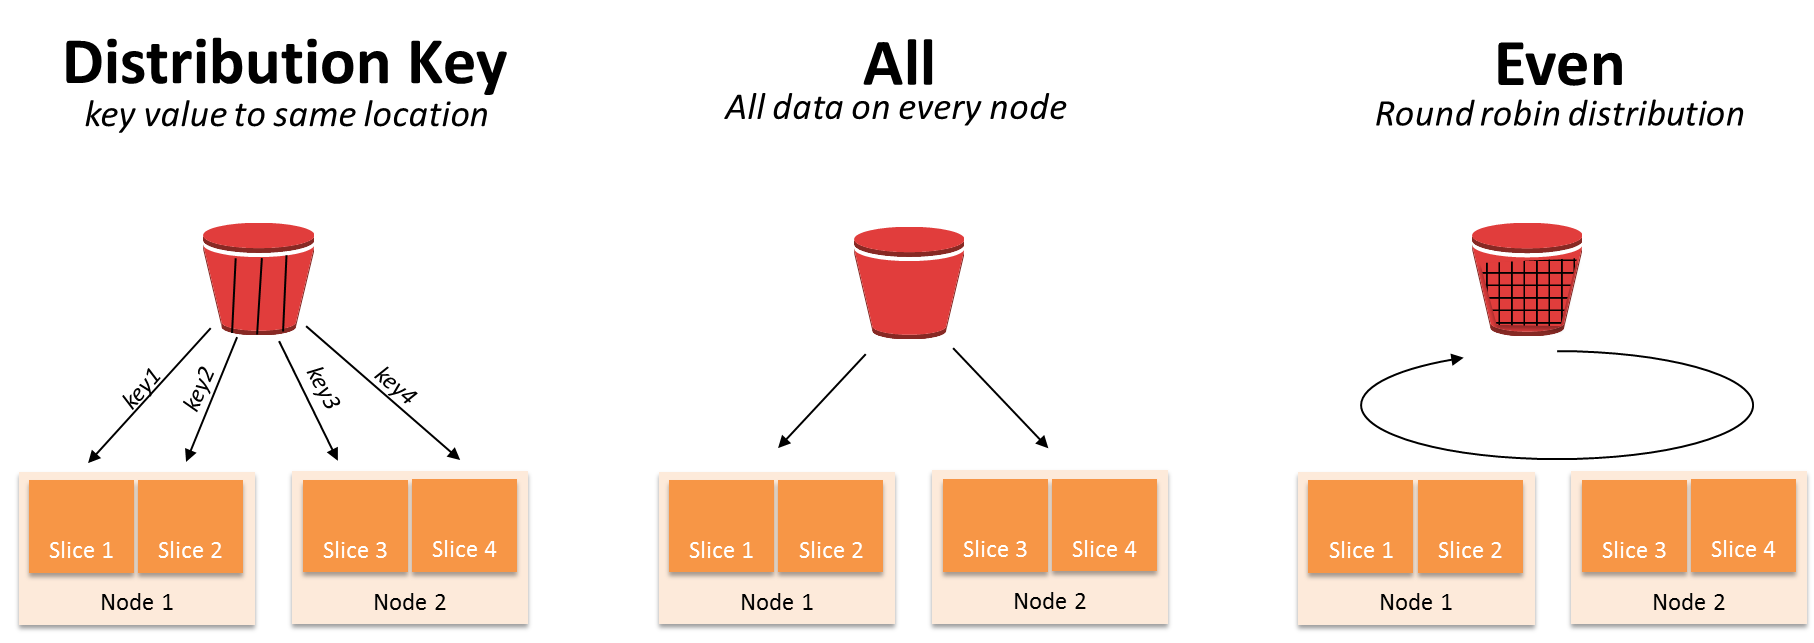 Distribution Key
key value to same location
key1
key2
key3
key4
Slice 1
Slice 2
Node 1
Slice 3
Slice 4
Node 2
All
All data on every node
Slice 1
Slice 2
Node 1
Slice 3
Slice 4
Node 2
Even
Round robin distribution
Slice 1
Slice 2
Node 1
Slice 3
Slice 4
Node 2